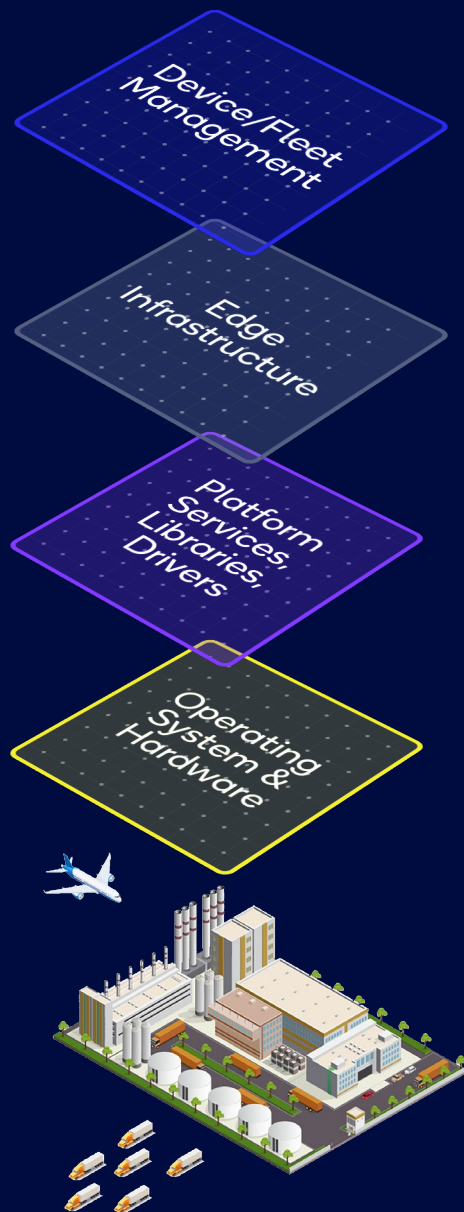 Device/Fleet
Management
Edge
Infrastructure
Platform
Services,
Libraries,
Drivers
Operating
System &
Hardware